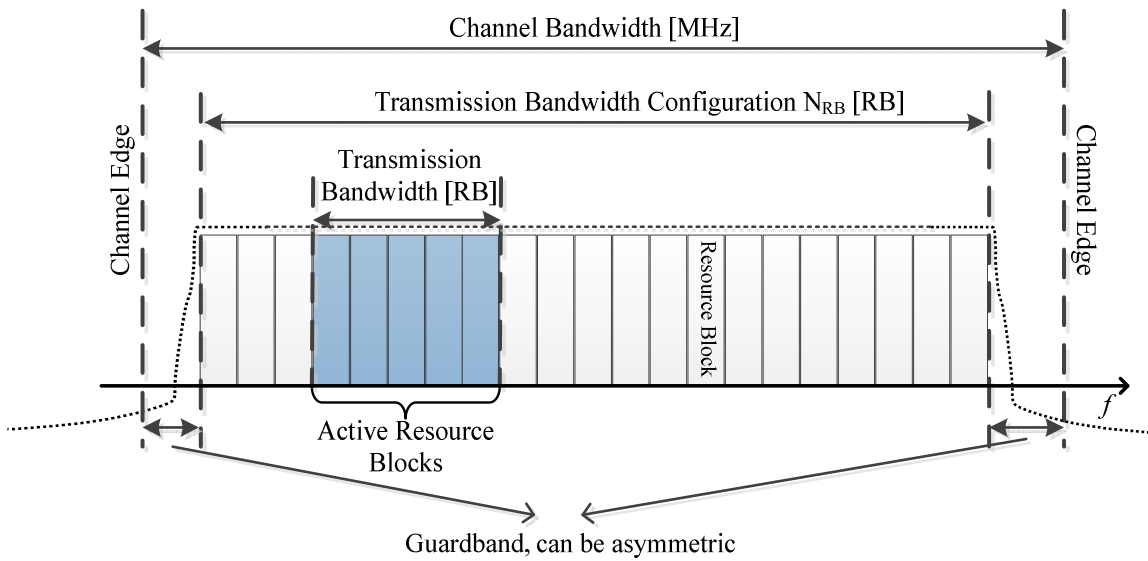 Channel Bandwidth [MHz]
Transmission Bandwidth Configuration NRB [RB]
Transmission
Bandwidth [RB]
Channel Edge
Channel Edge
Resource Block
f
Active Resource
Blocks
Guardband, can be asymmetric